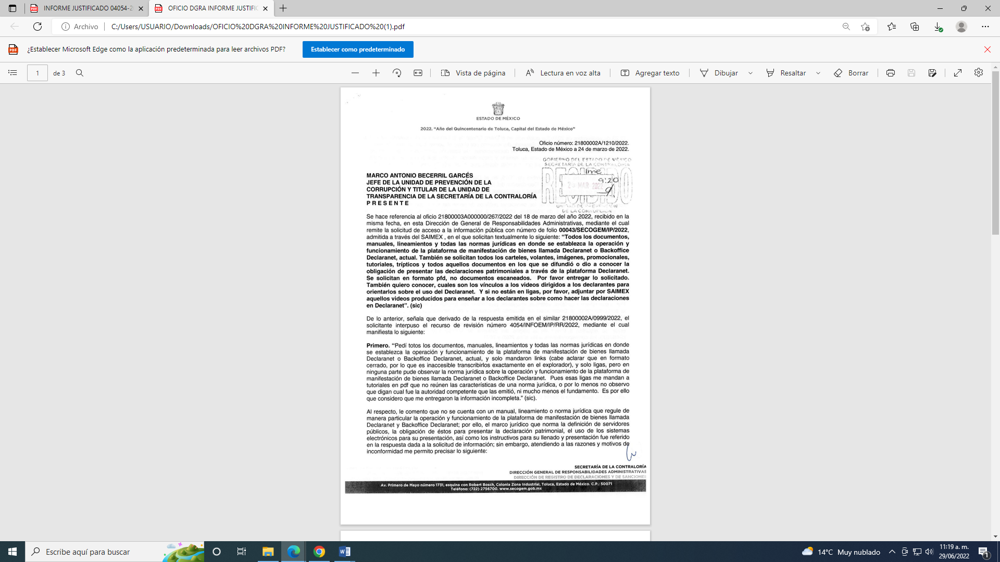 INFORME JUSTIFICADO 04054-2
OFICIO DGRA INFORME JUSTIFIC
Archivo
C:/Users/USUARIO/Downloads/OFICIO%20DGRA%20INFORME%20JUSTIFICADO%20(1).pdf
¿Establecer Microsoft Edge como la aplicación predeterminada para leer archivos PDF?
Establecer como predeterminado
1 de 3
Vista de página
Lectura en voz alta
Agregar texto
Dibujar
Resaltar
Borrar
ESTADO DE MÉXICO
2022. “Año del Quincentenario de Toluca, Capital del Estado de México”
Oficio número: 21800002A/1210/2022.
Toluca, Estado de México a 24 de marzo de 2022.
GOBIERNO DEL ESTADO DE MÉXICO
SECRETARÍA DE LA CONTRALORÍA
RECIBIDO
Ime
9:20
MAR 2022
UNIDAD DE PREVENCIÓN
DE LA CORRUPCIÓN
MARCO ANTONIO BECERRIL GARCÉS
JEFE DE LA UNIDAD DE PREVENCIÓN DE LA
CORRUPCIÓN Y TITULAR DE LA UNIDAD DE
TRANSPARENCIA DE LA SECRETARÍA DE LA CONTRALORÍA
P R E S E N T E
Se hace referencia al oficio 21800003A000000/267/2022 del 18 de marzo del año 2022, recibido en la
misma fecha, en esta Dirección de General de Responsabilidades Administrativas, mediante el cual
remite la solicitud de acceso a la información pública con número de folio 00043/SECOGEM/IP/2022,
admitida a través del SAIMEX , en el que solicitan textualmente lo siguiente: “Todos los documentos,
manuales, lineamientos y todas las normas jurídicas en donde se establezca la operación y
funcionamiento de la plataforma de manifestación de bienes llamada Declaranet o Backoffice
Declaranet, actual. También se solicitan todos los carteles, volantes, imágenes, promocionales,
tutoriales, trípticos y todos aquellos documentos en los que se difundió o dio a conocer la
obligación de presentar las declaraciones patrimoniales a través de la plataforma Declaranet.
Se solicitan en formato pfd, no documentos escaneados. Por favor entregar lo solicitado.
También quiero conocer, cuales son los vínculos a los videos dirigidos a los declarantes para
orientarlos sobre el uso del Declaranet. Y si no están en ligas, por favor, adjuntar por SAIMEX
aquellos videos producidos para enseñar a los declarantes sobre como hacer las declaraciones
en Declaranet”. (sic)
De lo anterior, señala que derivado de la respuesta emitida en el similar 21800002A/0999/2022, el
solicitante interpuso el recurso de revisión número 4054/INFOEM/IP/RR/2022, mediante el cual
manifiesta lo siguiente:
Primero. “Pedí totos los documentos, manuales, lineamientos y todas las normas jurídicas en donde
se establezca la operación y funcionamiento de la plataforma de manifestación de bienes llamada
Declaranet o Backoffice Declaranet, actual, y solo mandaron links (cabe aclarar que en formato
cerrado, por lo que es inaccesible transcribirlos exactamente en el explorador), y solo ligas, pero en
ninguna parte pude observar la norma jurídica sobre la operación y funcionamiento de la plataforma de
manifestación de bienes llamada Declaranet o Backoffice Declaranet. Pues esas ligas me mandan a
tutoriales en pdf que no reúnen las características de una norma jurídica, o por lo menos no observo
que digan cual fue la autoridad competente que las emitió, ni mucho menos el fundamento. Es por ello
que considero que me entregaron la información incompleta.” (sic).
Al respecto, le comento que no se cuenta con un manual, lineamiento o norma jurídica que regule de
manera particular la operación y funcionamiento de la plataforma de manifestación de bienes llamada
Declaranet y Backoffice Declaranet; por ello, el marco jurídico que norma la definición de servidores
públicos, la obligación de éstos para presentar la declaración patrimonial, el uso de los sistemas
electrónicos para su presentación, así como los instructivos para su llenado y presentación fue referido
en la respuesta dada a la solicitud de información; sin embargo, atendiendo a las razones y motivos de
inconformidad me permito precisar lo siguiente:
SECRETARÍA DE LA CONTRALORÍA
DIRECCIÓN GENERAL DE RESPONSABILIDADES ADMINISTRATIVAS
DIRECCIÓN DE REGISTRO DE DECLARACIONES Y DE SANCIONES
Av. Primero de Mayo número 1731, esquina con Robert Bosch, Colonia Zona Industrial, Toluca, Estado de México. C.P.: 50071
Teléfono: (722) 2756700. www.secogem.gob.mx
Escribe aquí para buscar
14°C Muy nublado
11:19 a. m.
29/06/2022
1